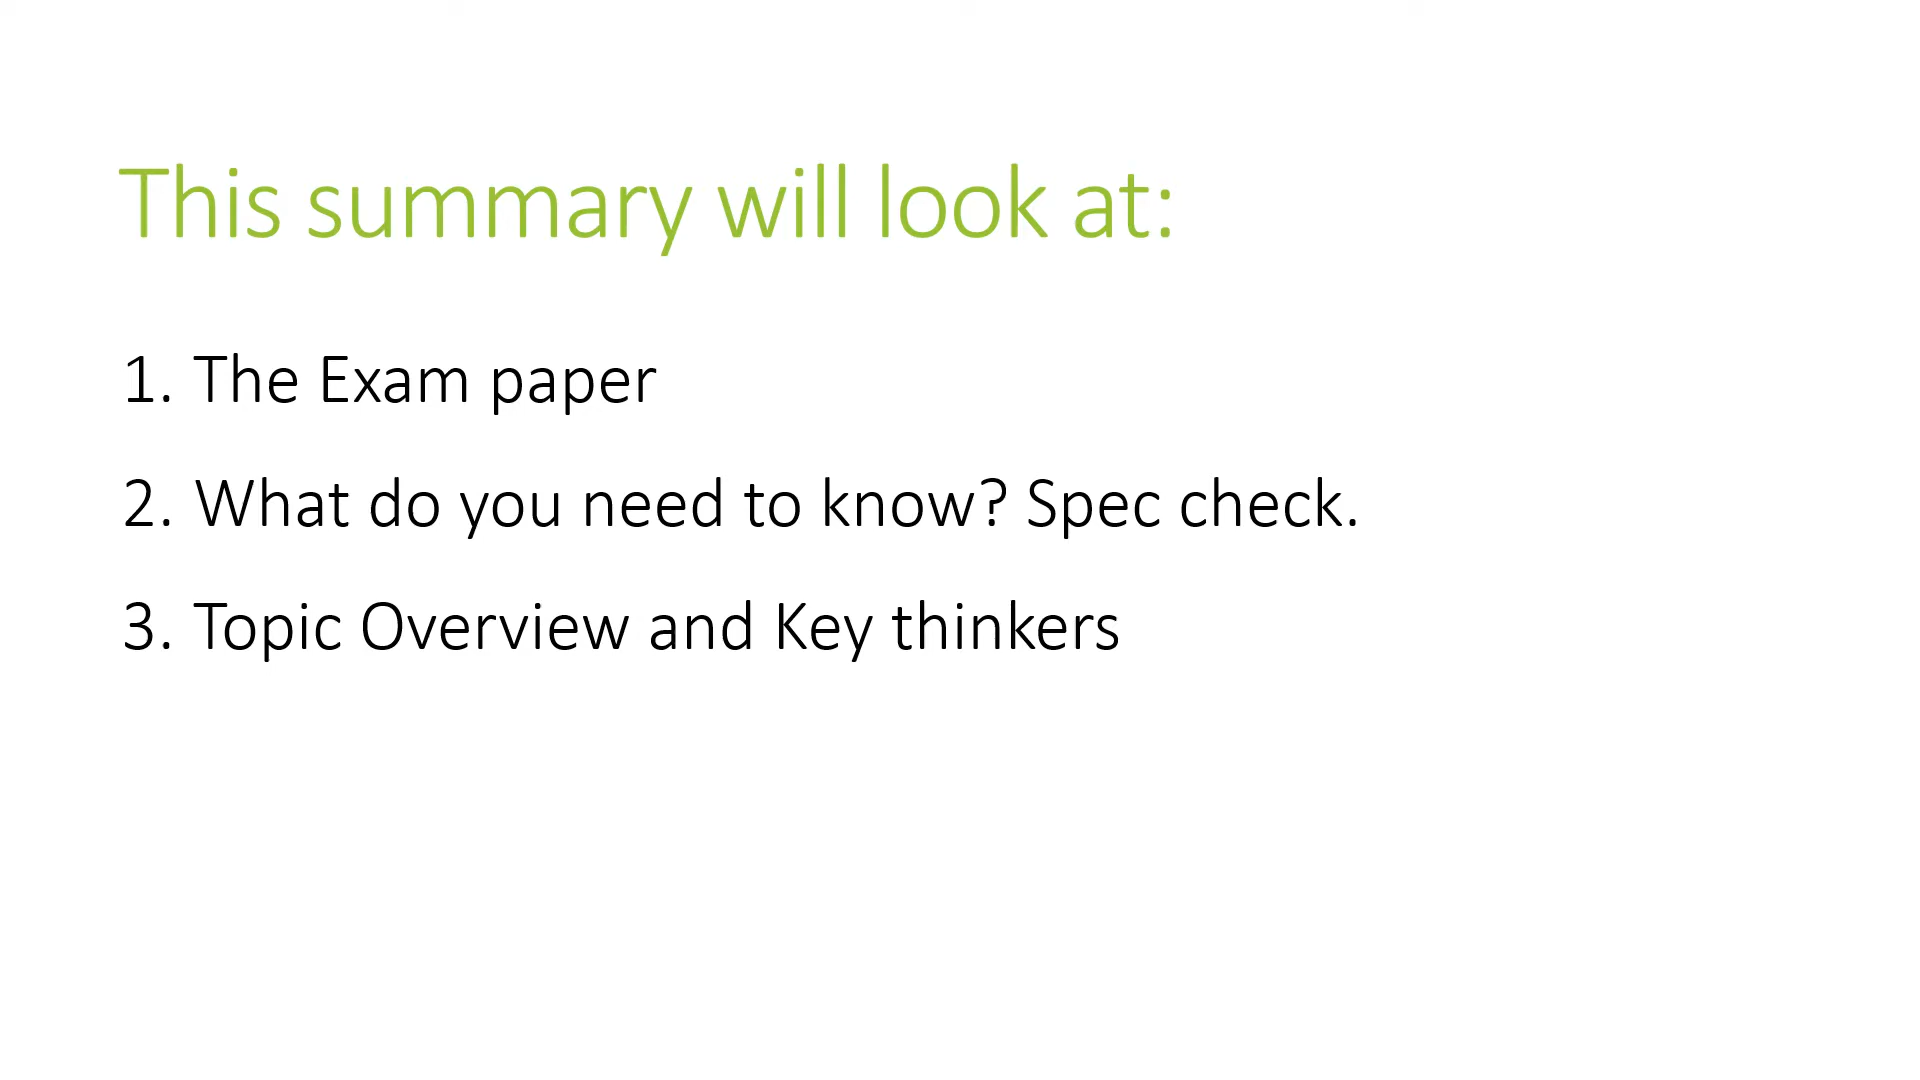 This summary will look at:
1. The Exam paper
2. What do you need to know? Spec check.
3. Topic Overview and Key thinkers